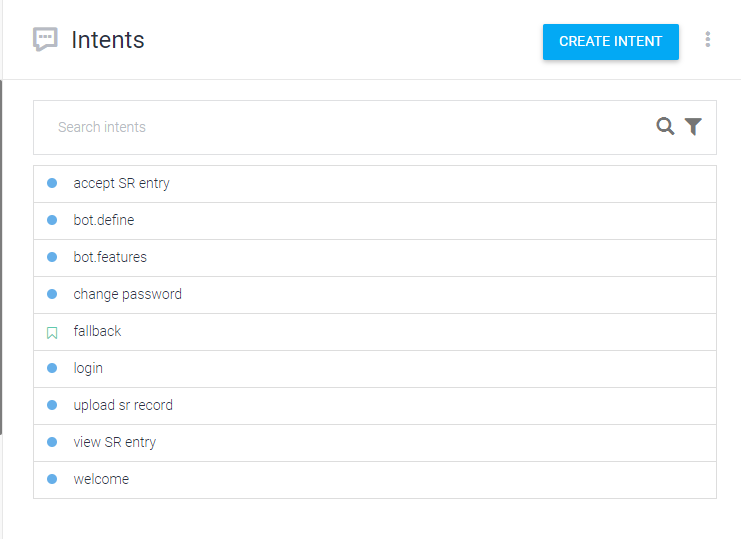 Intents
CREATE INTENT
Search intents
accept SR entry
bot.define
bot.features
change password
fallback
login
upload sr record
view SR entry
welcome